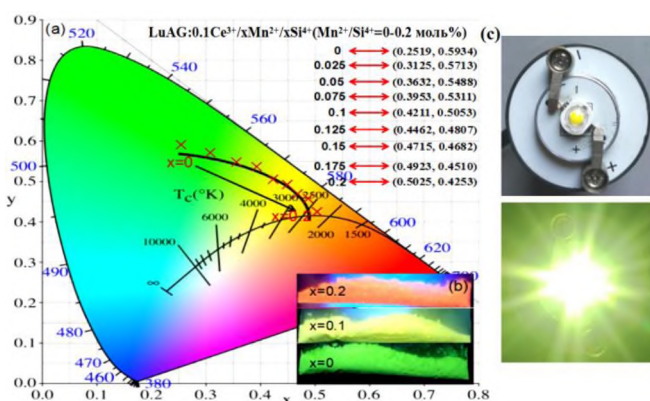 (a)
LuAG:0.1Ce³⁺/xMn²⁺/xSi⁴⁺(Mn²⁺/Si⁴⁺=0-0.2 моль%)
0 (0.2519, 0.5934)
0.025 (0.3125, 0.5713)
0.05 (0.3632, 0.5488)
0.075 (0.3953, 0.5311)
0.1 (0.4211, 0.5053)
0.125 (0.4462, 0.4807)
0.15 (0.4715, 0.4682)
0.175 (0.4923, 0.4510)
0.2 (0.5025, 0.4253)
0.9
0.8
0.7
0.6
0.5
0.4
y
0.3
0.2
0.1
0.0
520
540
560
580
600
620
500
490
480
470
460
380
x=0
T_C(°K)
x=0.2
∞
10000
6000
4000
3000
2500
2000
1500
(b)
x=0.2
x=0.1
x=0
0.0 0.1 0.2 0.3 0.4 0.5 0.6 0.7 0.8
x
(c)